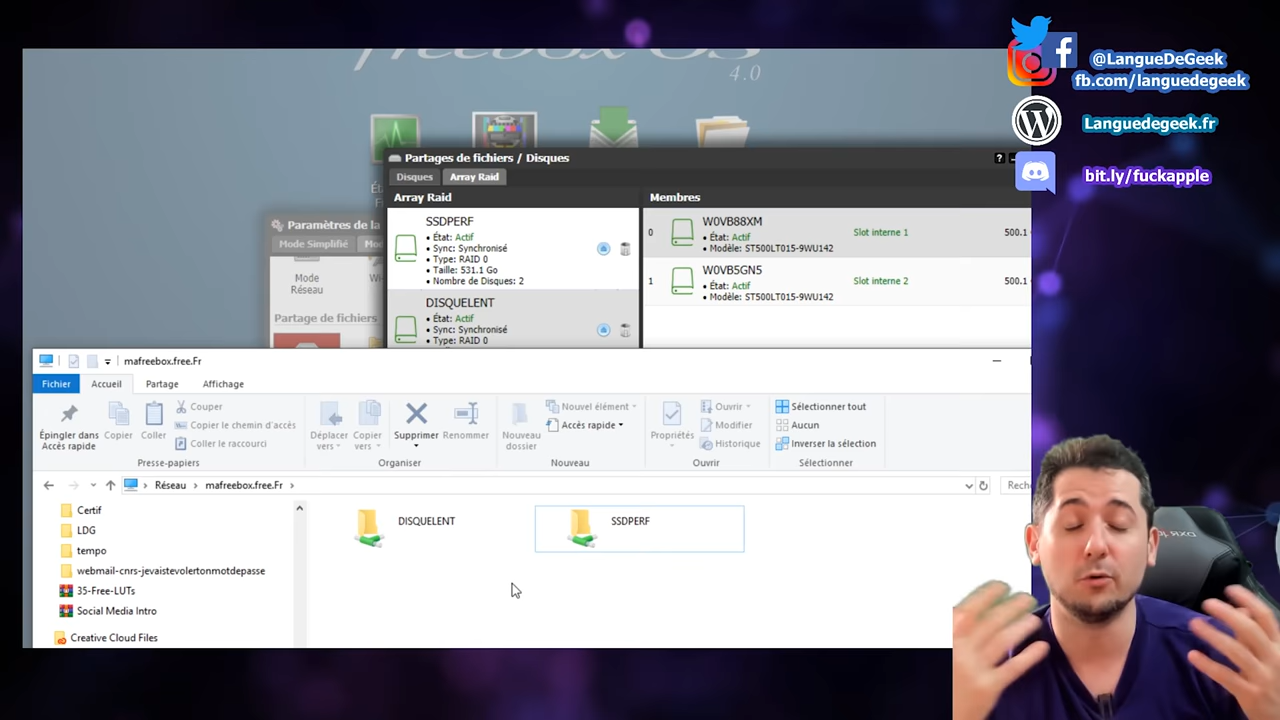 freebox OS
4.0
@LangueDeGeek
fb.com/languedegeek
Languedegeek.fr
bit.ly/fuckapple
Partages de fichiers / Disques
?
Disques
Array Raid
Array Raid
Membres
SSDPERF
• État: Actif
• Sync: Synchronisé
• Type: RAID 0
• Taille: 531.1 Go
• Nombre de Disques: 2
DISQUELENT
• État: Actif
• Sync: Synchronisé
• Type: RAID 0
0
W0VB88XM
• État: Actif
• Modèle: ST500LT015-9WU142
Slot interne 1
500.1
1
W0VB5GN5
• État: Actif
• Modèle: ST500LT015-9WU142
Slot interne 2
500.1
Paramètres de la
Mode Simplifié
Mo
Mode
Réseau
Wi-
Partage de fichiers
mafreebox.free.Fr
Fichier
Accueil
Partage
Affichage
Épingler dans
Accès rapide
Copier
Coller
Couper
Copier le chemin d'accès
Coller le raccourci
Presse-papiers
Déplacer
vers
Copier
vers
Supprimer
Renommer
Organiser
Nouveau
dossier
Nouvel élément
Accès rapide
Nouveau
Propriétés
Ouvrir
Modifier
Historique
Ouvrir
Sélectionner tout
Aucun
Inverser la sélection
Sélectionner
Réseau > mafreebox.free.Fr >
Rech
Certif
LDG
tempo
webmail-cnrs-jevaistevolertonmotdepasse
35-Free-LUTs
Social Media Intro
Creative Cloud Files
DISQUELENT
SSDPERF